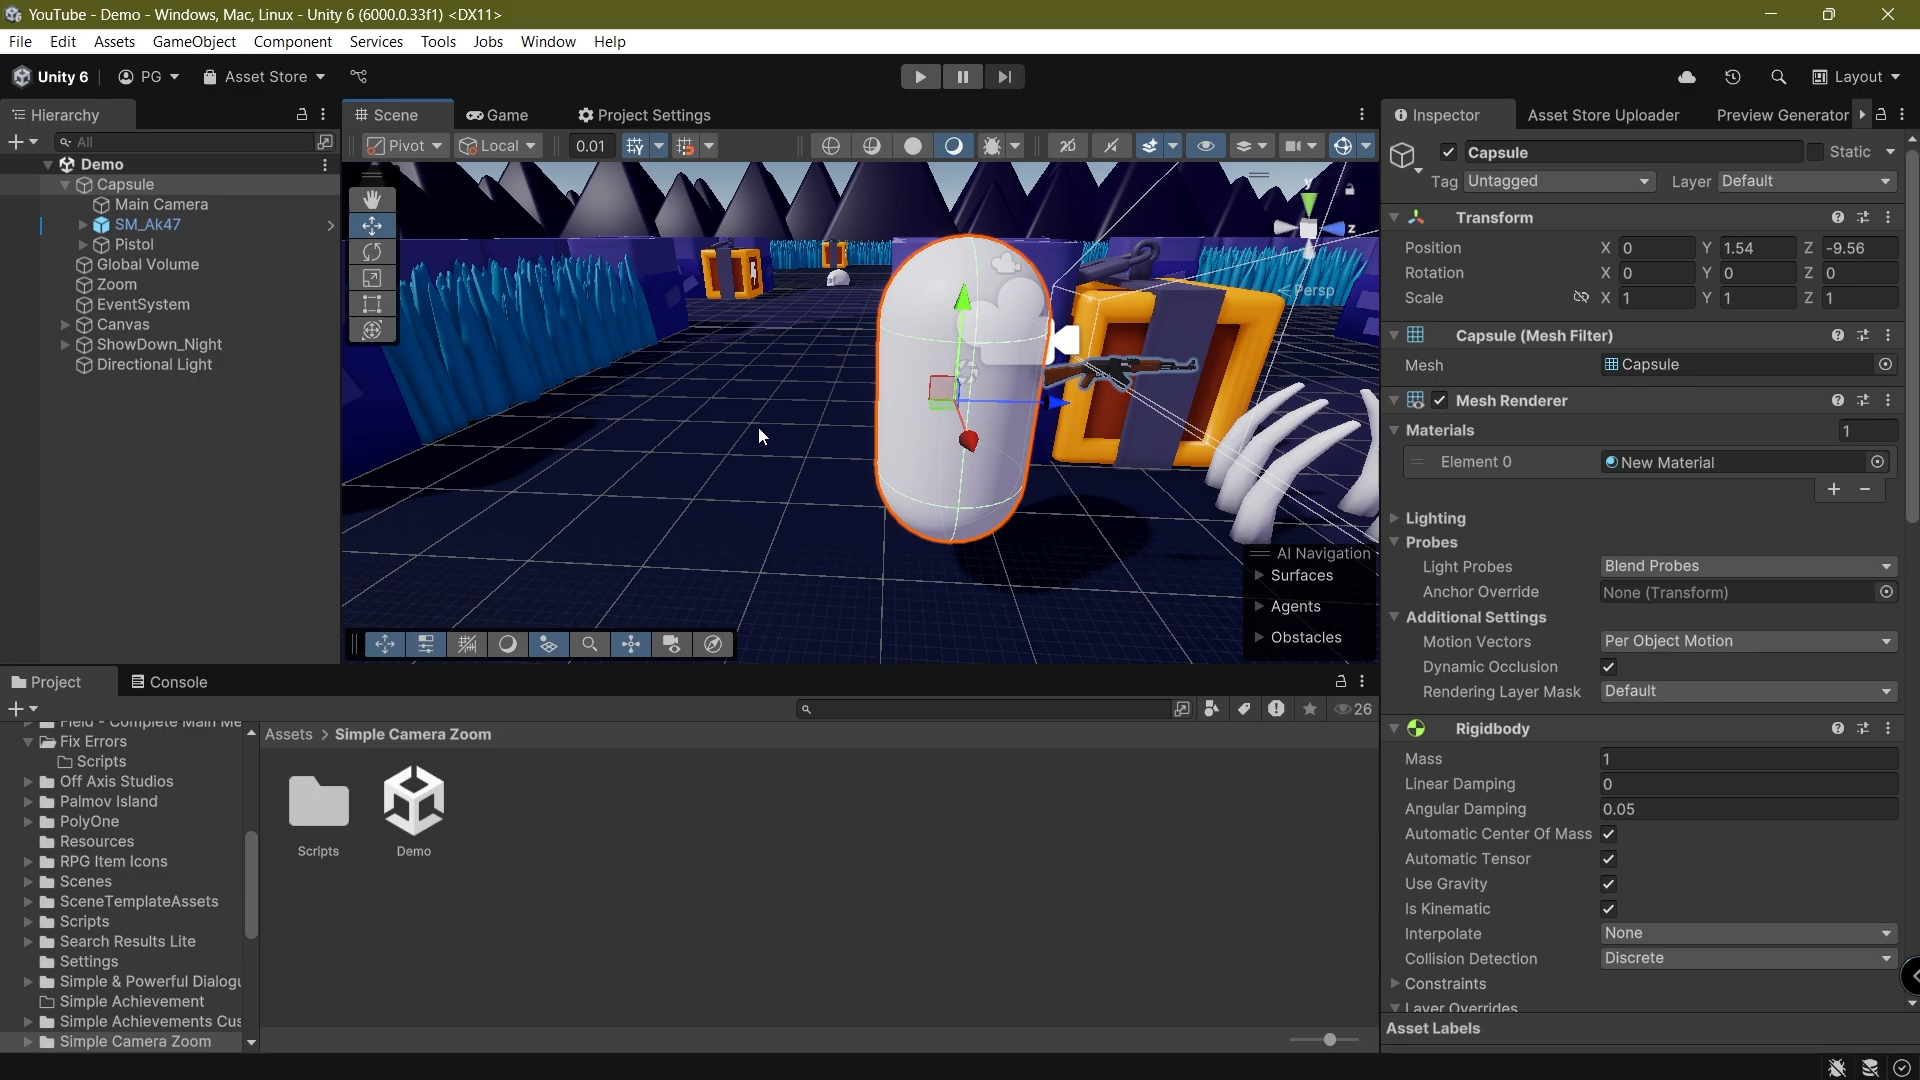 YouTube - Demo - Windows, Mac, Linux - Unity 6 (6000.0.33f1) <DX11>
File Edit Assets GameObject Component Services Tools Jobs Window Help
Unity 6 PG Asset Store Layout
Hierarchy
All
Demo
Capsule
Main Camera
SM_Ak47
Pistol
Global Volume
Zoom
EventSystem
Canvas
ShowDown_Night
Directional Light
Scene Game Project Settings
Pivot Local 0.01 2D
y
z
Persp
AI Navigation
Surfaces
Agents
Obstacles
Inspector Asset Store Uploader Preview Generator
Capsule Static
Tag Untagged Layer Default
Transform
Position X 0 Y 1.54 Z -9.56
Rotation X 0 Y 0 Z 0
Scale X 1 Y 1 Z 1
Capsule (Mesh Filter)
Mesh Capsule
Mesh Renderer
Materials 1
Element 0 New Material
Lighting
Probes
Light Probes Blend Probes
Anchor Override None (Transform)
Additional Settings
Motion Vectors Per Object Motion
Dynamic Occlusion
Rendering Layer Mask Default
Rigidbody
Mass 1
Linear Damping 0
Angular Damping 0.05
Automatic Center Of Mass
Automatic Tensor
Use Gravity
Is Kinematic
Interpolate None
Collision Detection Discrete
Constraints
Layer Overrides
Asset Labels
Project Console
26
Field - Complete Main Me
Fix Errors
Scripts
Off Axis Studios
Palmov Island
PolyOne
Resources
RPG Item Icons
Scenes
SceneTemplateAssets
Scripts
Search Results Lite
Settings
Simple & Powerful Dialogu
Simple Achievement
Simple Achievements Cus
Simple Camera Zoom
Assets > Simple Camera Zoom
Scripts Demo